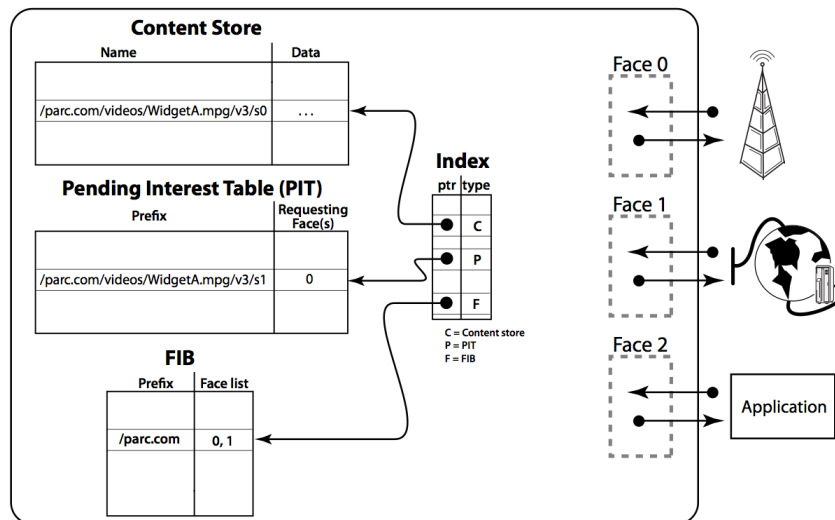 Content Store
Name Data
/parc.com/videos/WidgetA.mpg/v3/s0 ...
Pending Interest Table (PIT)
Prefix Requesting
Face(s)
/parc.com/videos/WidgetA.mpg/v3/s1 0
FIB
Prefix Face list
/parc.com 0, 1
Index
ptr type
C
P
F
C = Content store
P = PIT
F = FIB
Face 0
Face 1
Face 2
Application